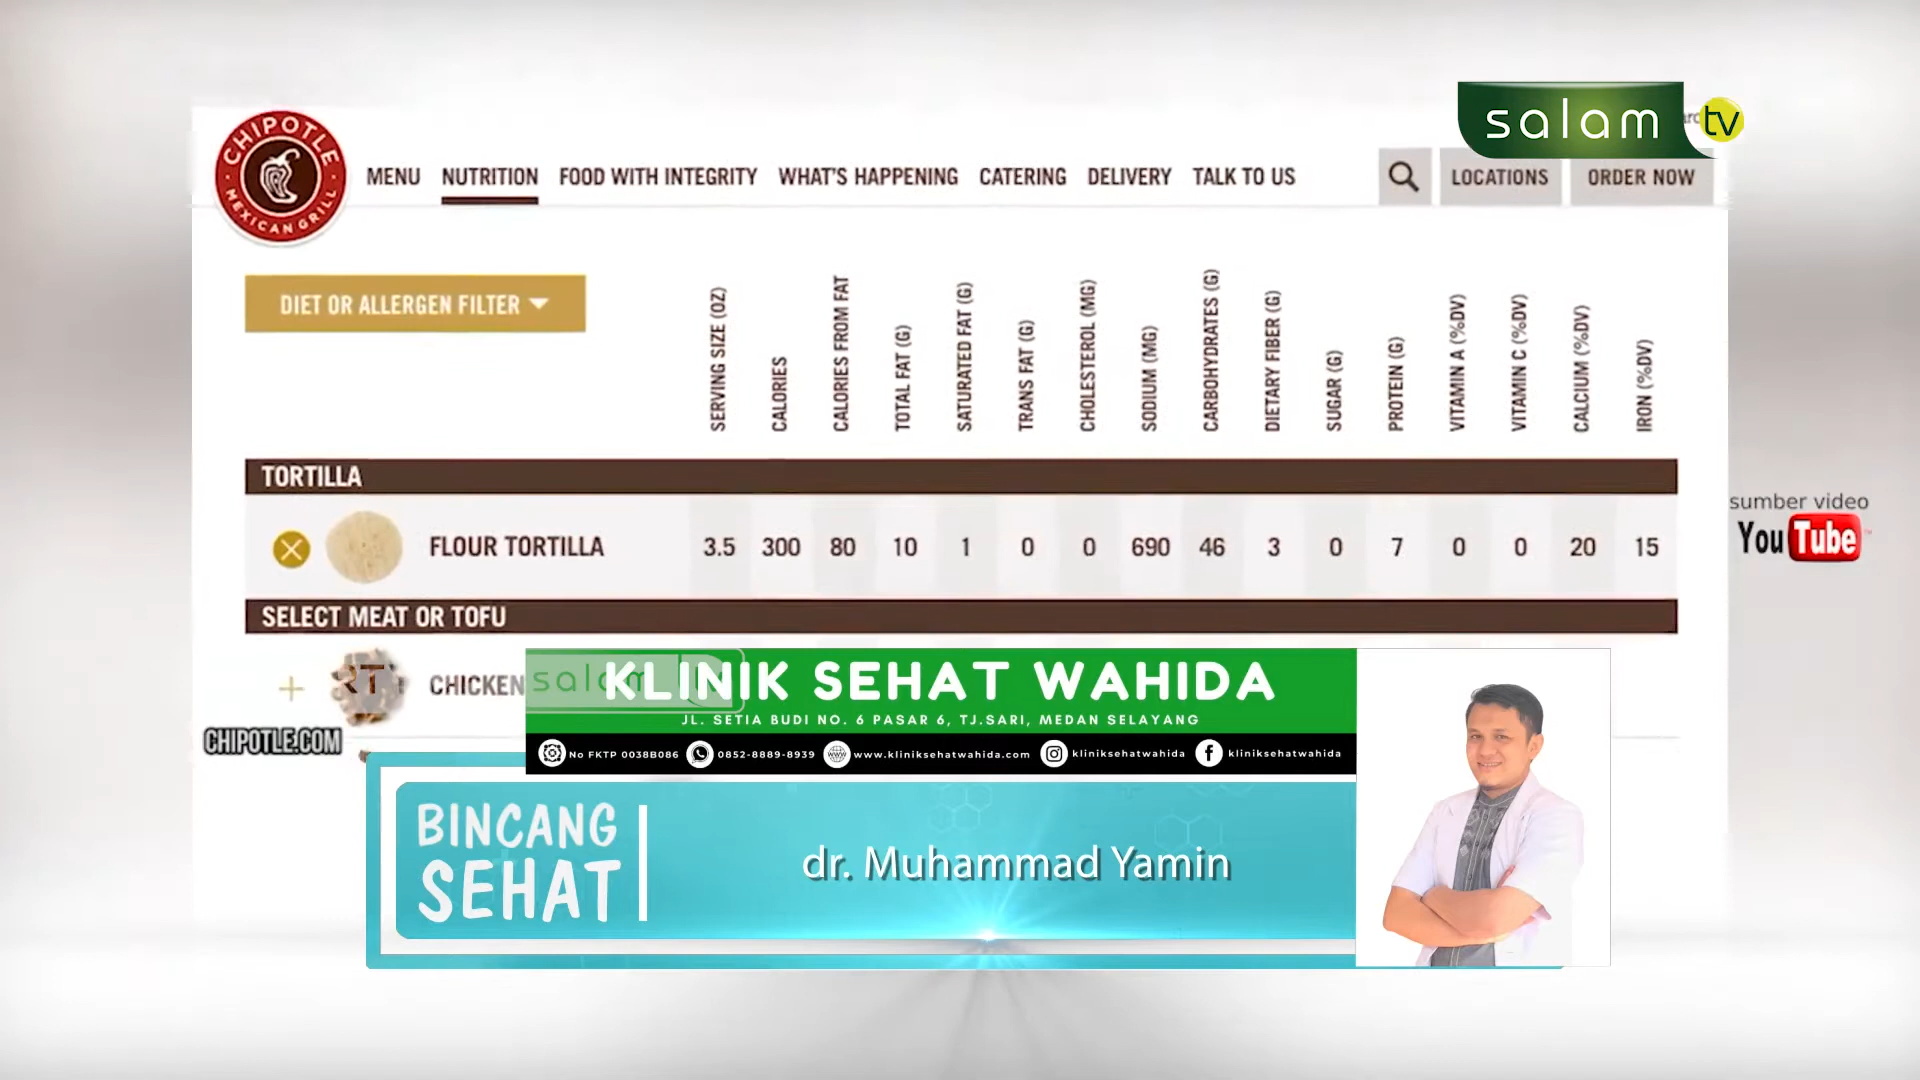 salam tv
CHIPOTLE
MEXICAN GRILL
MENU NUTRITION FOOD WITH INTEGRITY WHAT'S HAPPENING CATERING DELIVERY TALK TO US LOCATIONS ORDER NOW
DIET OR ALLERGEN FILTER
SERVING SIZE (OZ)
CALORIES
CALORIES FROM FAT
TOTAL FAT (G)
SATURATED FAT (G)
TRANS FAT (G)
CHOLESTEROL (MG)
SODIUM (MG)
CARBOHYDRATES (G)
DIETARY FIBER (G)
SUGAR (G)
PROTEIN (G)
VITAMIN A (%DV)
VITAMIN C (%DV)
CALCIUM (%DV)
IRON (%DV)
TORTILLA
FLOUR TORTILLA 3.5 300 80 10 1 0 0 690 46 3 0 7 0 0 20 15
sumber video
YouTube
SELECT MEAT OR TOFU
CHICKEN
salam
KLINIK SEHAT WAHIDA
JL. SETIA BUDI NO. 6 PASAR 6, TJ.SARI, MEDAN SELAYANG
CHIPOTLE.COM
No FKTP 0038B086 0852-8889-8939 www.kliniksehatwahida.com kliniksehatwahida kliniksehatwahida
BINCANG
SEHAT
dr. Muhammad Yamin